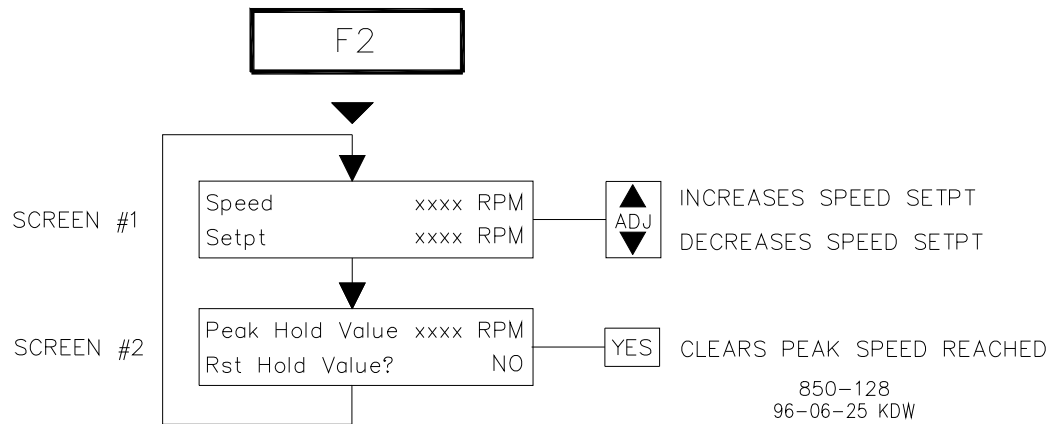 F2
SCREEN #1
Speed xxxx RPM
Setpt xxxx RPM
ADJ
INCREASES SPEED SETPT
DECREASES SPEED SETPT
SCREEN #2
Peak Hold Value xxxx RPM
Rst Hold Value? NO
YES
CLEARS PEAK SPEED REACHED
850-128
96-06-25 KDW